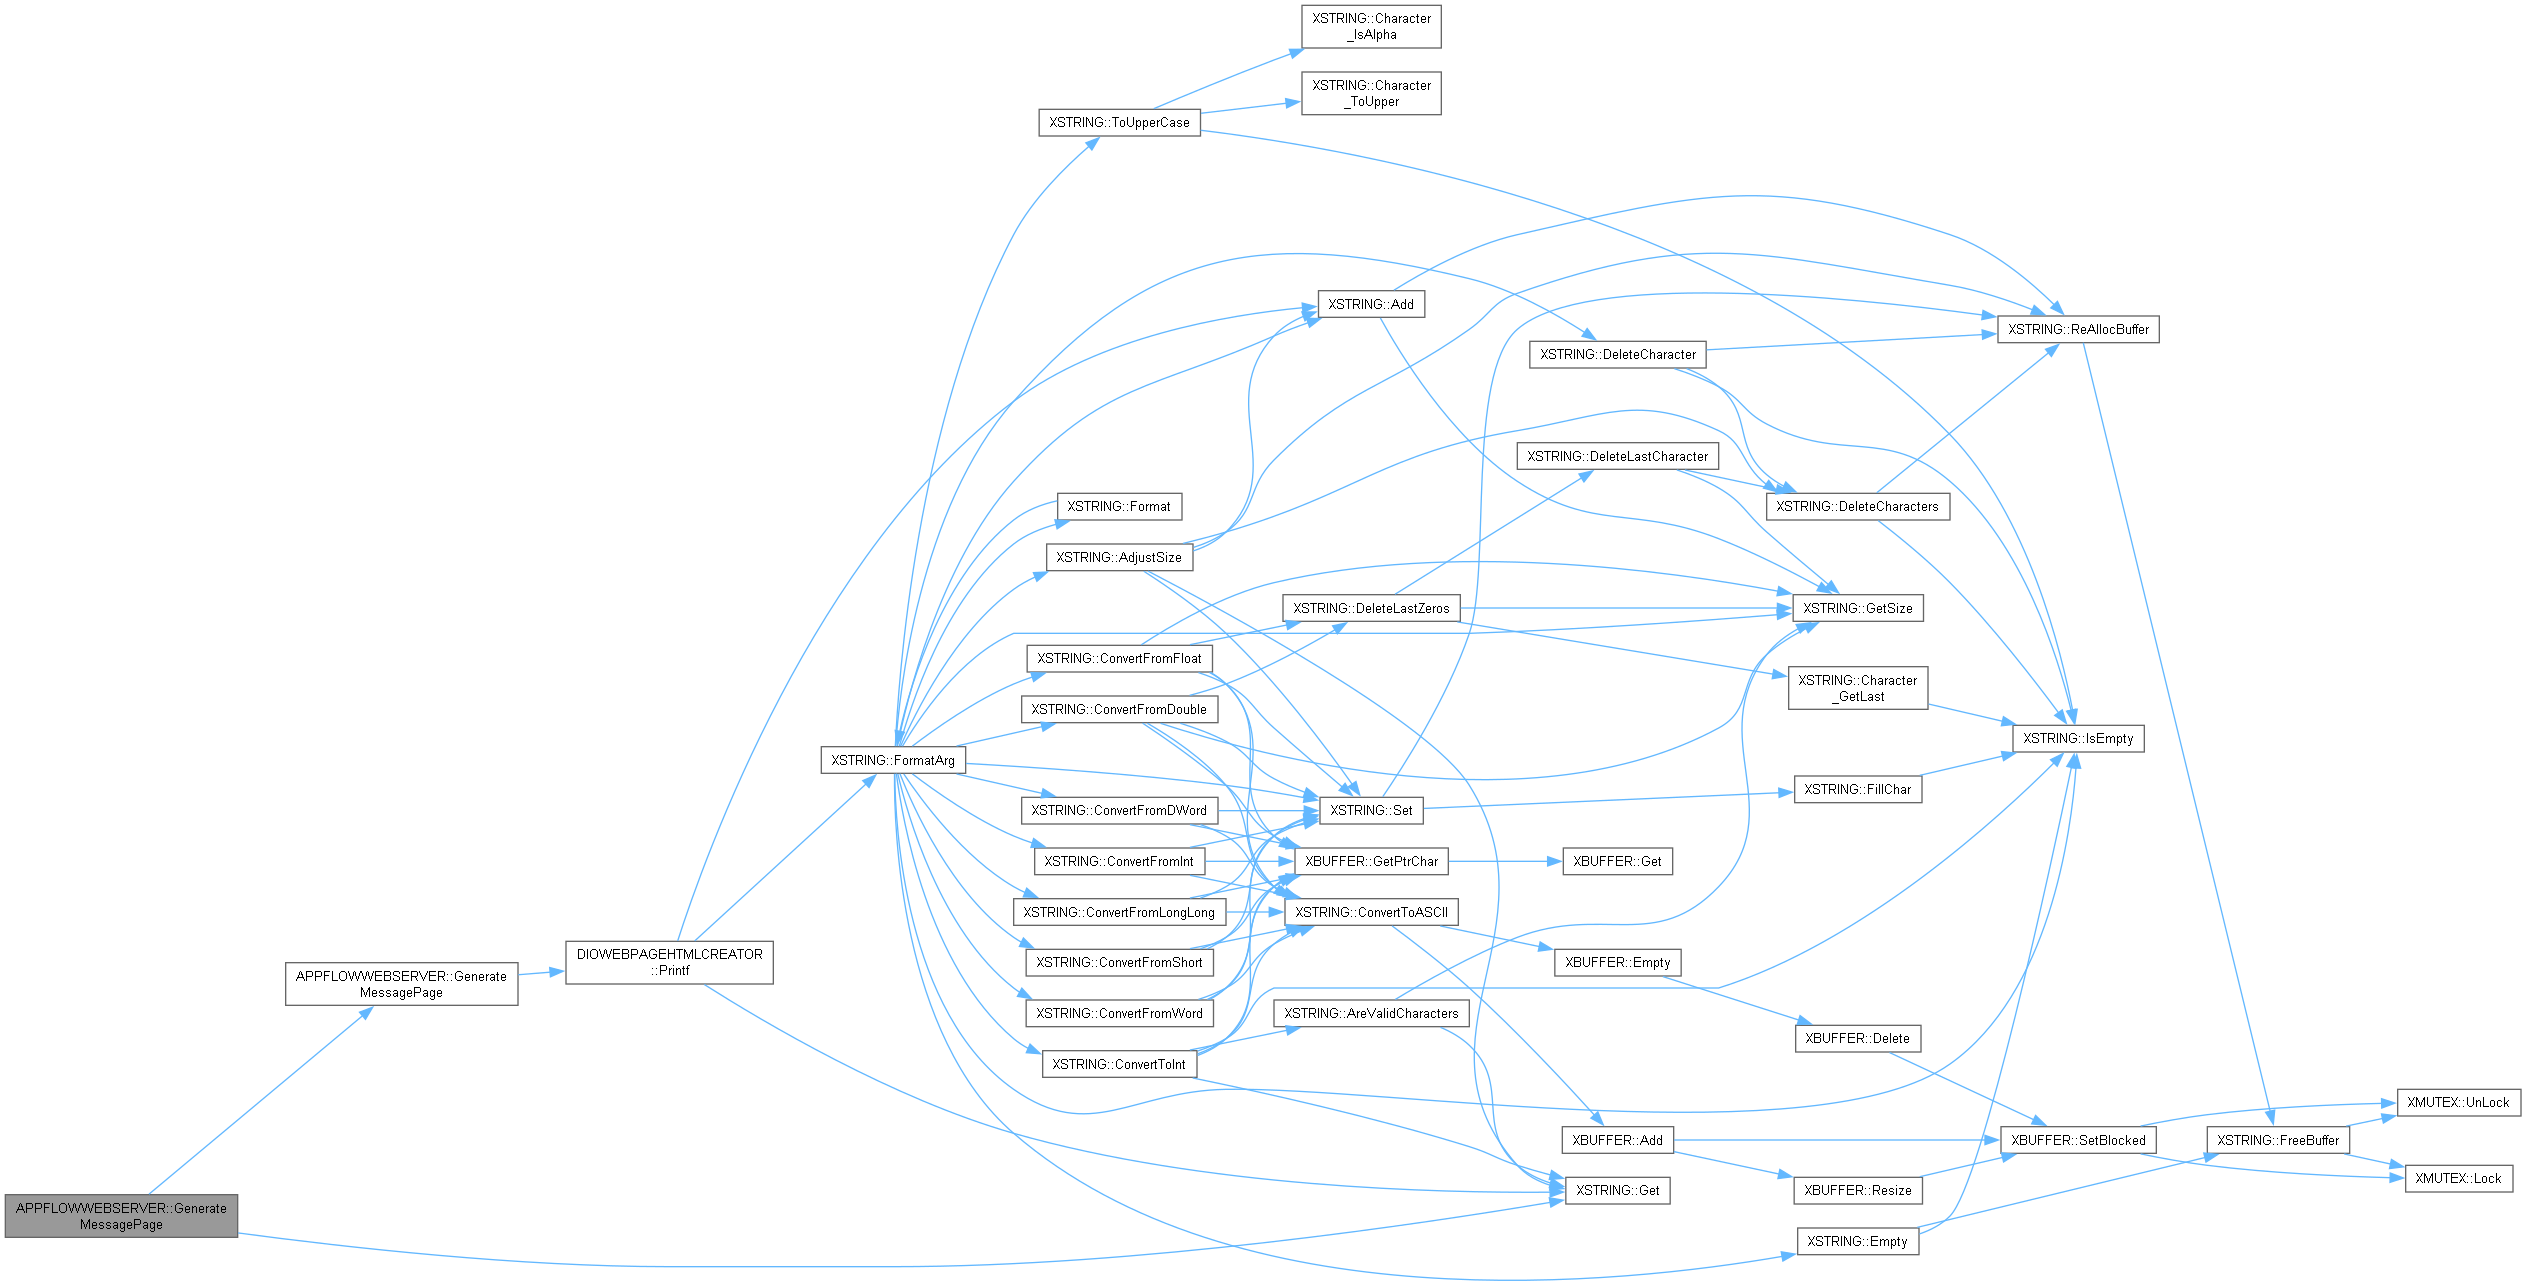 XSTRING::Character
_IsAlpha
XSTRING::Character
_ToUpper
XSTRING::ToUpperCase
XSTRING::Add
XSTRING::ReAllocBuffer
XSTRING::DeleteCharacter
XSTRING::DeleteLastCharacter
XSTRING::Format
XSTRING::DeleteCharacters
XSTRING::AdjustSize
XSTRING::DeleteLastZeros
XSTRING::GetSize
XSTRING::ConvertFromFloat
XSTRING::Character
_GetLast
XSTRING::ConvertFromDouble
XSTRING::IsEmpty
XSTRING::FormatArg
XSTRING::FillChar
XSTRING::ConvertFromDWord
XSTRING::Set
XSTRING::ConvertFromInt
XBUFFER::GetPtrChar
XBUFFER::Get
XSTRING::ConvertFromLongLong
XSTRING::ConvertToASCII
DIOWEBPAGEHTMLCREATOR
::Printf
XSTRING::ConvertFromShort
XBUFFER::Empty
APPFLOWWEBSERVER::Generate
MessagePage
XSTRING::ConvertFromWord
XSTRING::AreValidCharacters
XBUFFER::Delete
XSTRING::ConvertToInt
XMUTEX::UnLock
XBUFFER::Add
XBUFFER::SetBlocked
XSTRING::FreeBuffer
XMUTEX::Lock
XSTRING::Get
XBUFFER::Resize
APPFLOWWEBSERVER::Generate
MessagePage
XSTRING::Empty